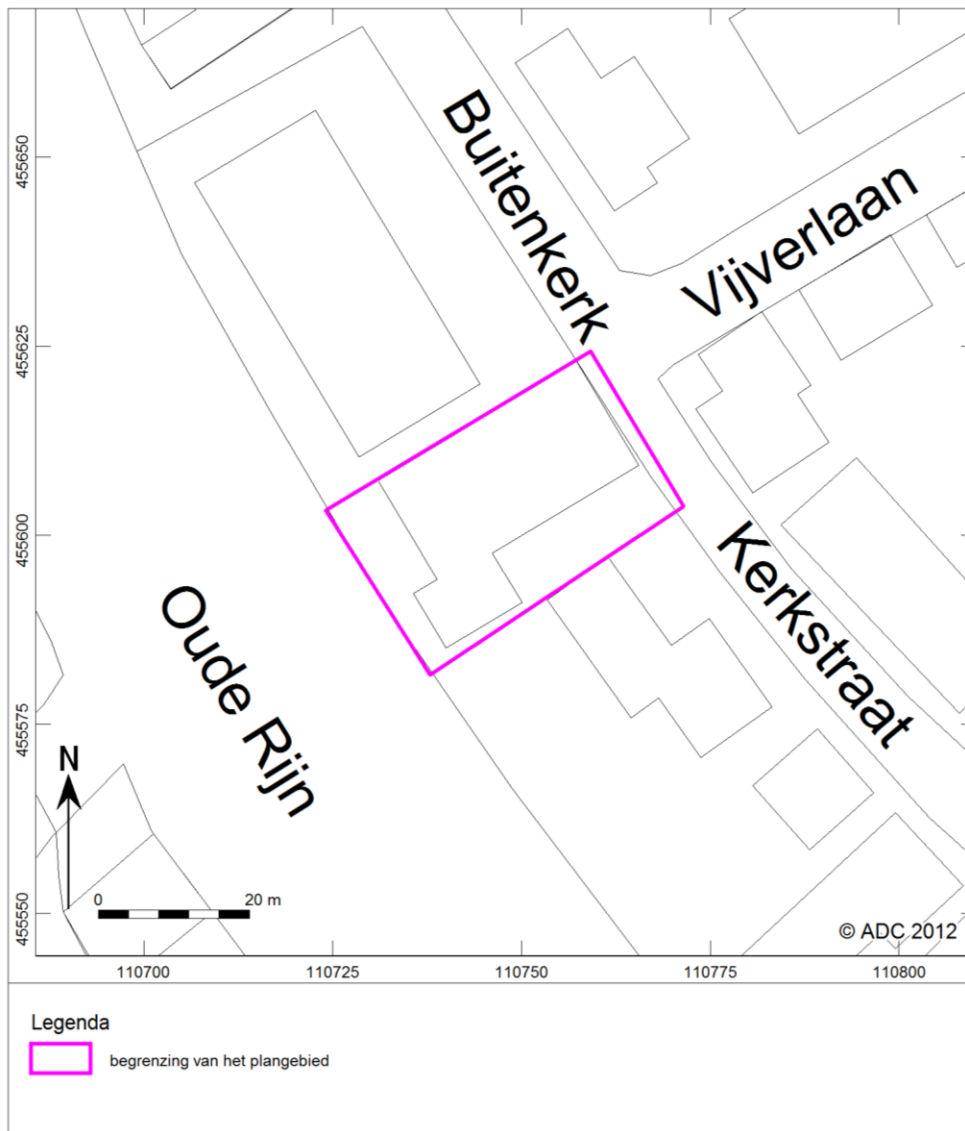 Buitenkerk
Vijverlaan
Kerkstraat
Oude Rijn
N
0 20 m
© ADC 2012
455650
455625
455600
455575
455550
110700 110725 110750 110775 110800
Legenda
begrenzing van het plangebied